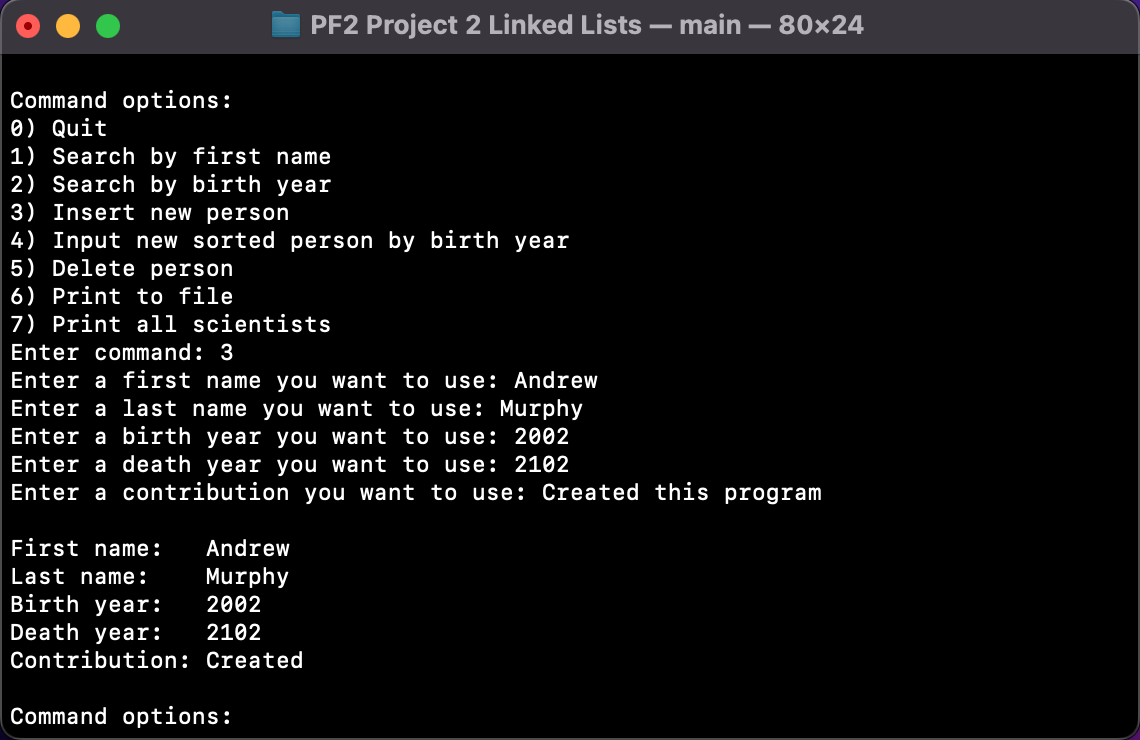 PF2 Project 2 Linked Lists — main — 80×24
Command options:
0) Quit
1) Search by first name
2) Search by birth year
3) Insert new person
4) Input new sorted person by birth year
5) Delete person
6) Print to file
7) Print all scientists
Enter command: 3
Enter a first name you want to use: Andrew
Enter a last name you want to use: Murphy
Enter a birth year you want to use: 2002
Enter a death year you want to use: 2102
Enter a contribution you want to use: Created this program
First name:   Andrew
Last name:    Murphy
Birth year:   2002
Death year:   2102
Contribution: Created
Command options: